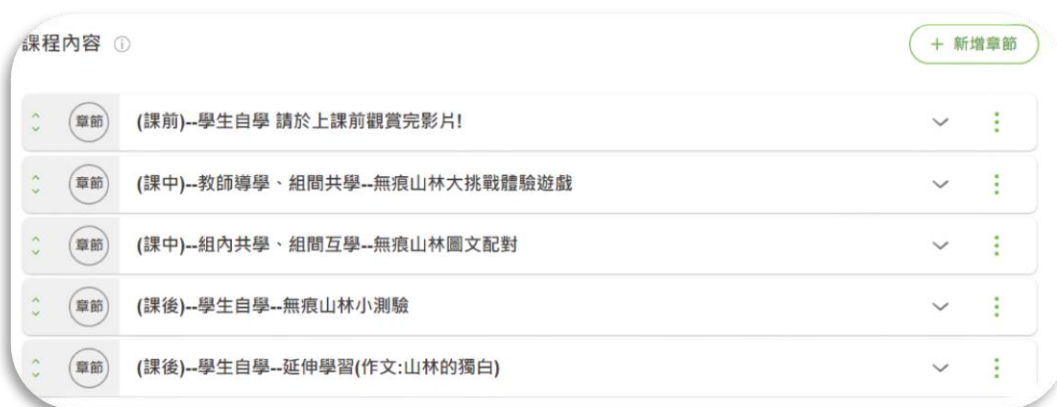 課程內容
+ 新增章節
章節 (課前)--學生自學 請於上課前觀賞完影片!
章節 (課中)--教師導學、組間共學--無痕山林大挑戰體驗遊戲
章節 (課中)--組內共學、組間互學--無痕山林圖文配對
章節 (課後)--學生自學--無痕山林小測驗
章節 (課後)--學生自學--延伸學習(作文:山林的獨白)